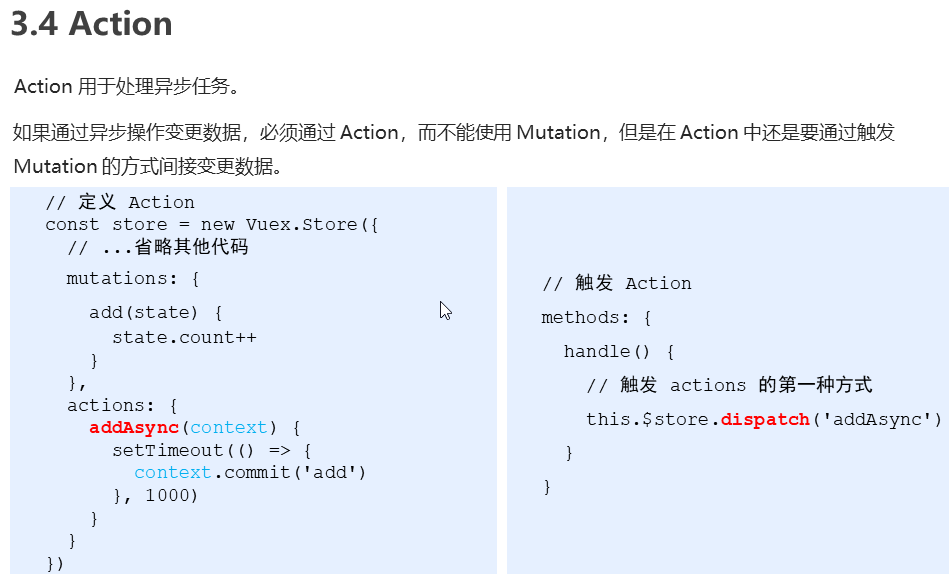 3.4 Action
Action 用于处理异步任务。
如果通过异步操作变更数据，必须通过 Action，而不能使用 Mutation，但是在 Action 中还是要通过触发
Mutation 的方式间接变更数据。
// 定义 Action
const store = new Vuex.Store({
// ...省略其他代码
mutations: {
add(state) {
state.count++
}
},
actions: {
addAsync(context) {
setTimeout(() => {
context.commit('add')
}, 1000)
}
}
})
// 触发 Action
methods: {
handle() {
// 触发 actions 的第一种方式
this.$store.dispatch('addAsync')
}
}